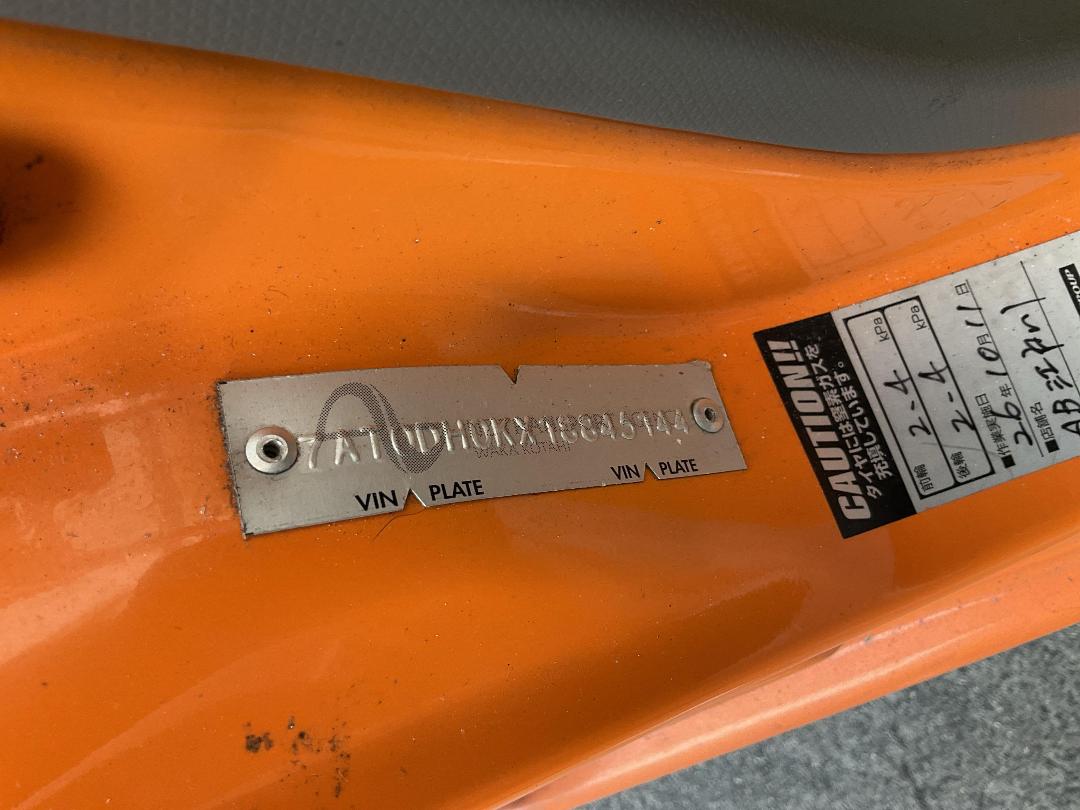 7AT0DH0KX18845944
WAKA KOTAHI
VIN PLATE
VIN PLATE
CAUTION!!
タイヤには窒素ガスを
充填しています。
前輪 2-4 kPa
後輪 2-4 kPa
■作業実施日
26年10月11日
■店舗名
AB